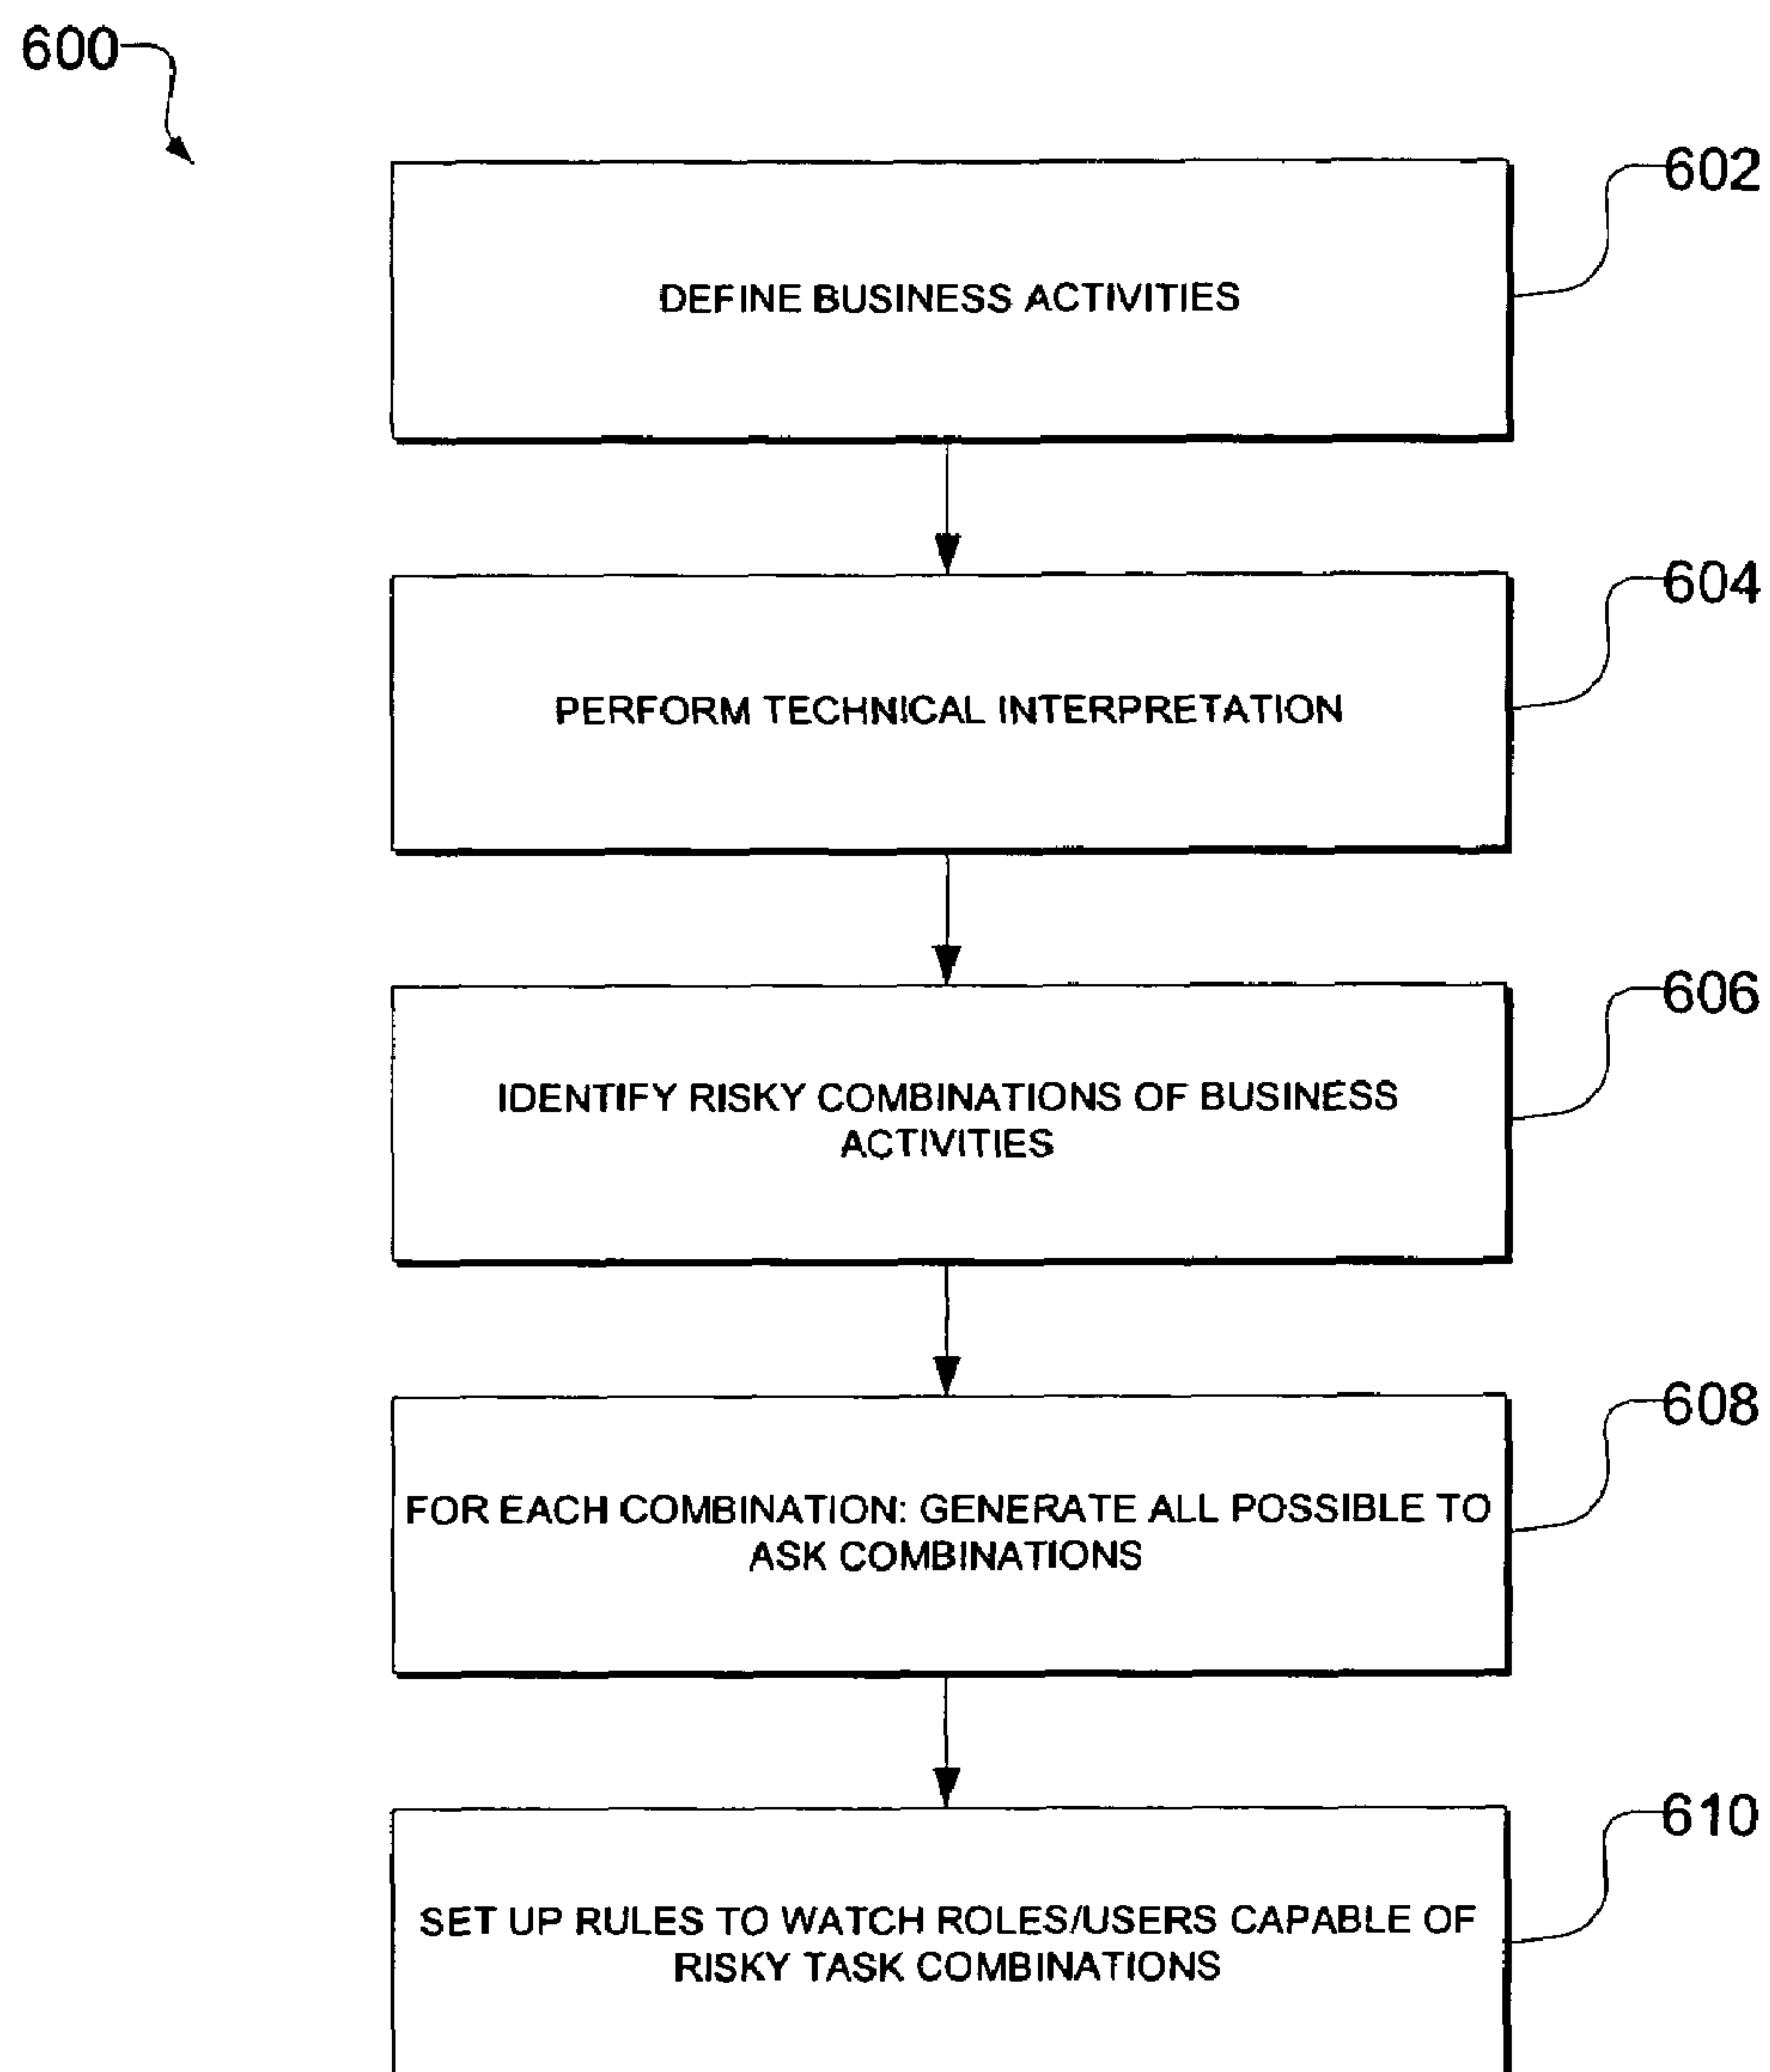 600
602
DEFINE BUSINESS ACTIVITIES
604
PERFORM TECHNICAL INTERPRETATION
606
IDENTIFY RISKY COMBINATIONS OF BUSINESS
ACTIVITIES
608
FOR EACH COMBINATION: GENERATE ALL POSSIBLE TO
ASK COMBINATIONS
610
SET UP RULES TO WATCH ROLES/USERS CAPABLE OF
RISKY TASK COMBINATIONS